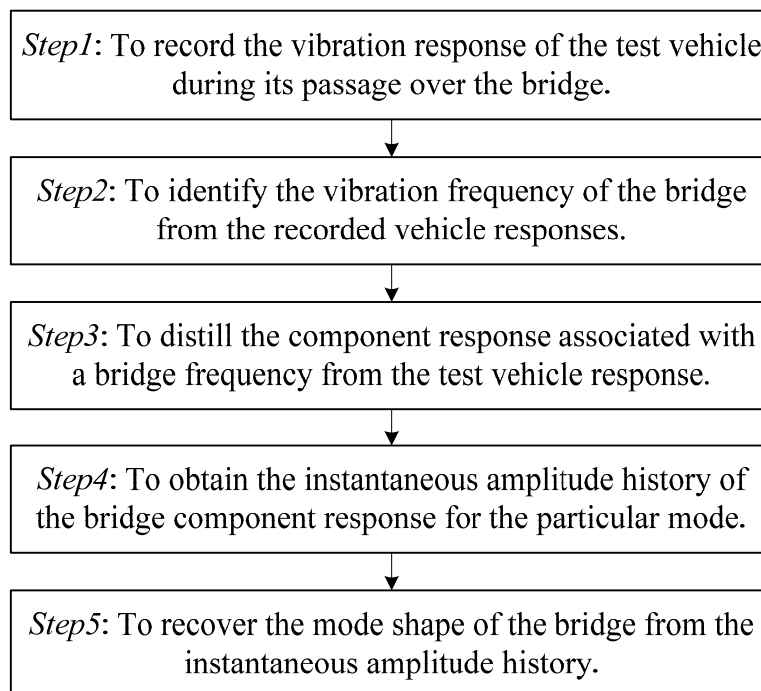 Step1: To record the vibration response of the test vehicle
during its passage over the bridge.
Step2: To identify the vibration frequency of the bridge
from the recorded vehicle responses.
Step3: To distill the component response associated with
a bridge frequency from the test vehicle response.
Step4: To obtain the instantaneous amplitude history of
the bridge component response for the particular mode.
Step5: To recover the mode shape of the bridge from the
instantaneous amplitude history.